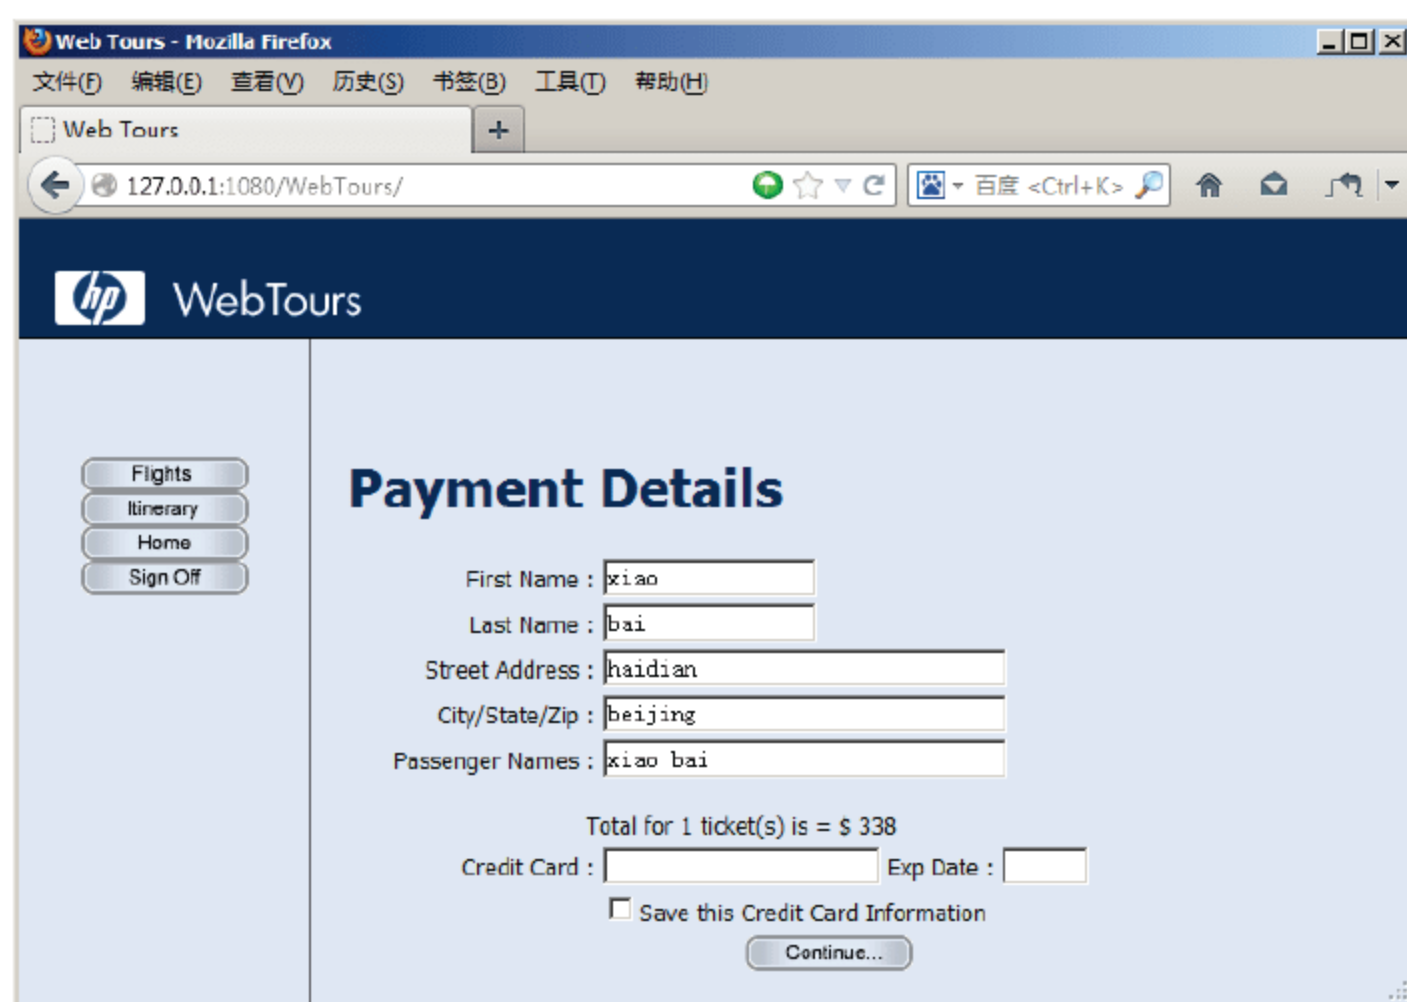 Web Tours - Mozilla Firefox
文件(F) 编辑(E) 查看(V) 历史(S) 书签(B) 工具(T) 帮助(H)
Web Tours +
127.0.0.1:1080/WebTours/ 百度 <Ctrl+K>
hp WebTours
Flights
Itinerary
Home
Sign Off
Payment Details
First Name : xiao
Last Name : bai
Street Address : haidian
City/State/Zip : beijing
Passenger Names : xiao bai
Total for 1 ticket(s) is = $ 338
Credit Card : Exp Date :
Save this Credit Card Information
Continue...